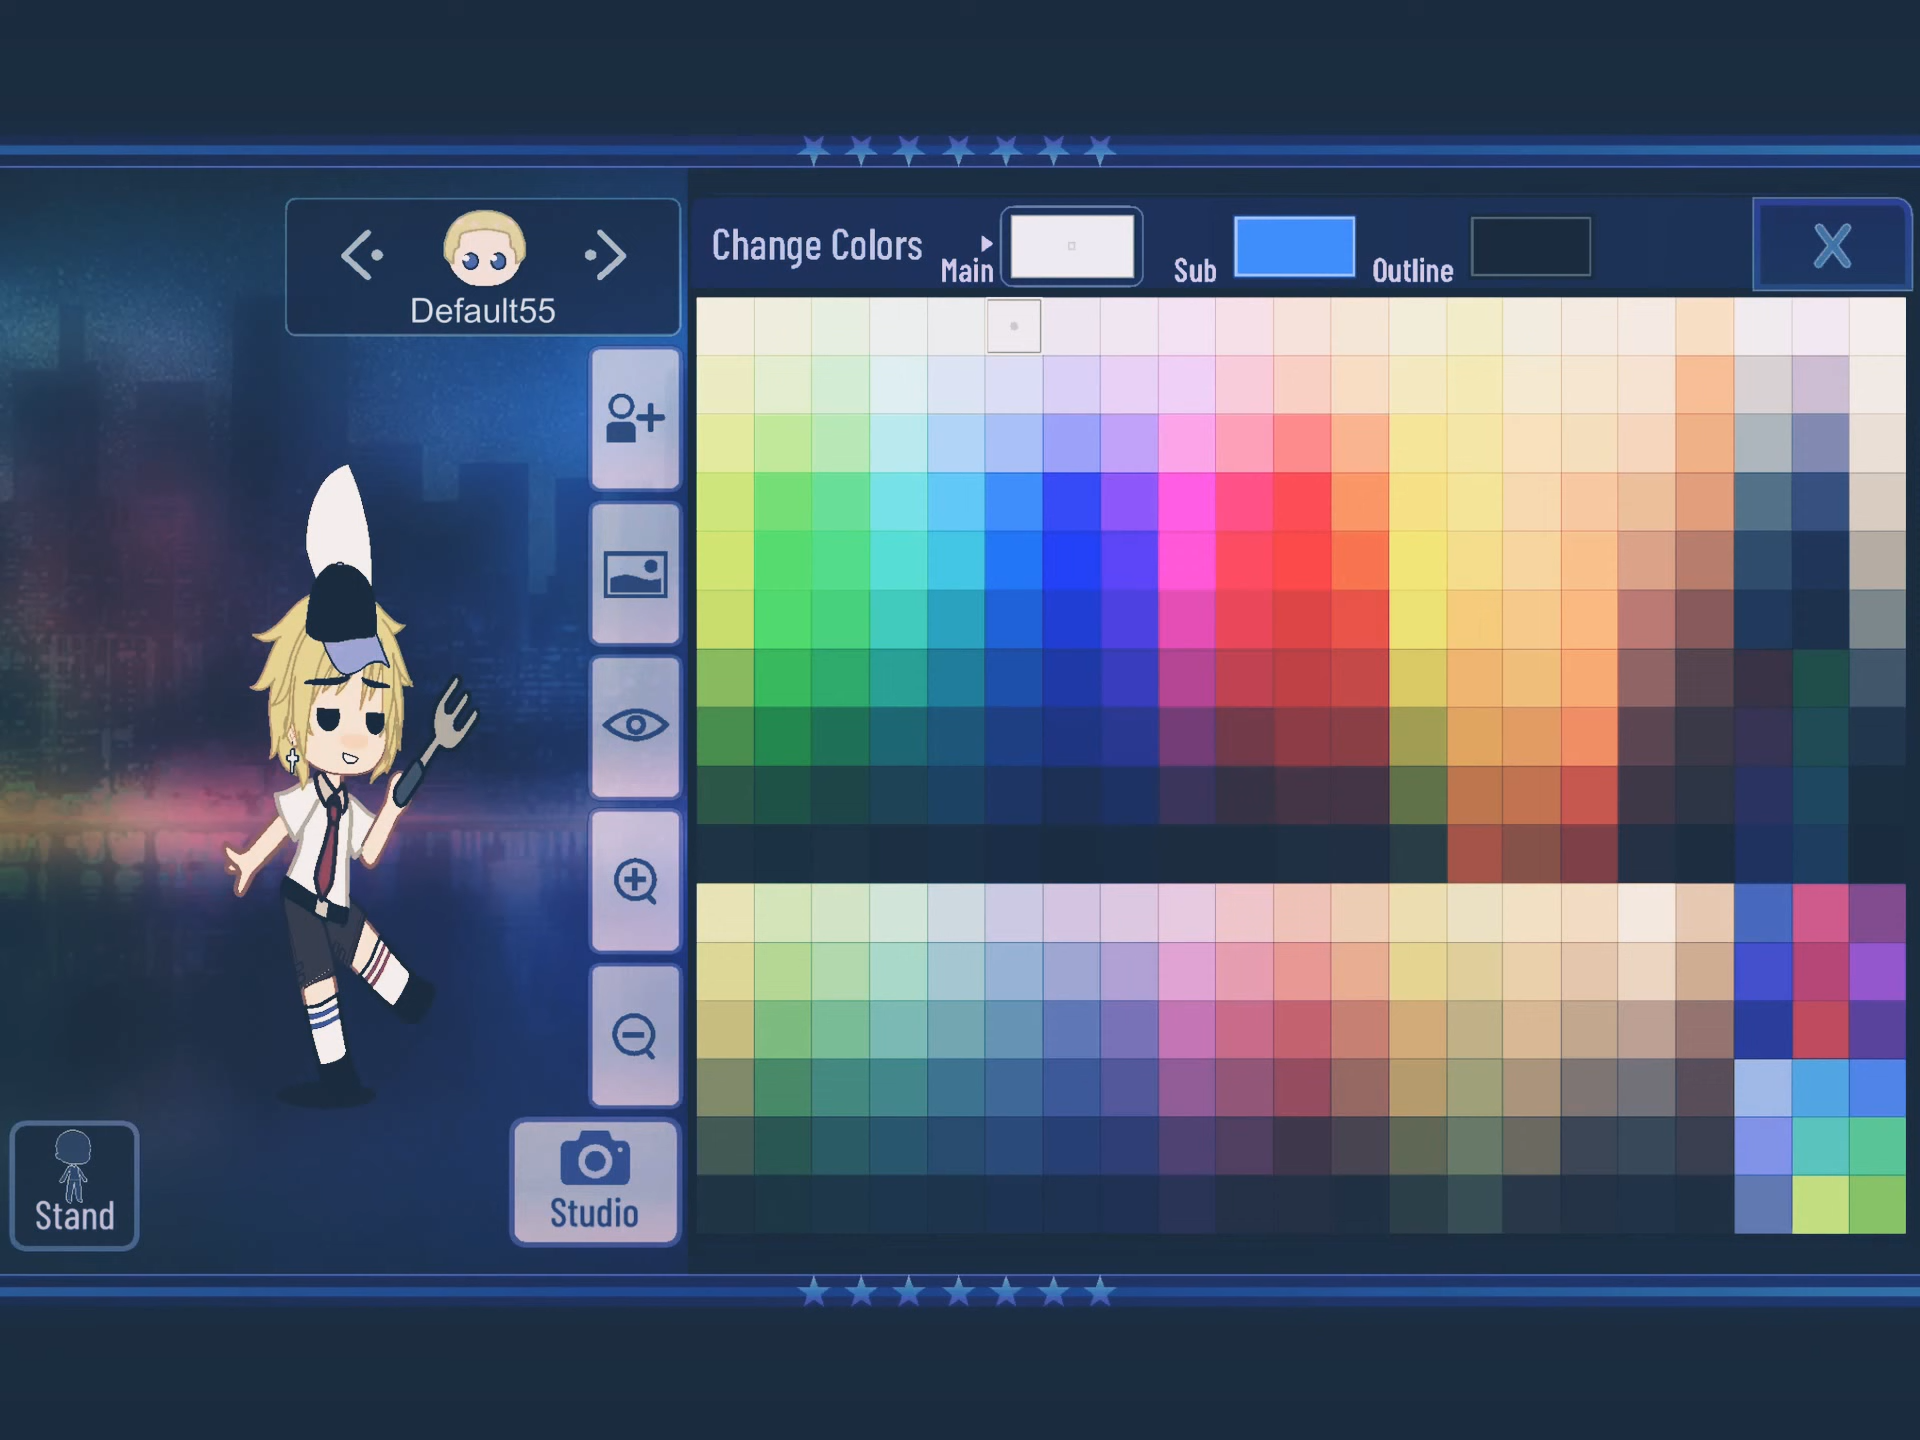 Change Colors
Main
Sub
Outline
X
Default55
Stand
Studio